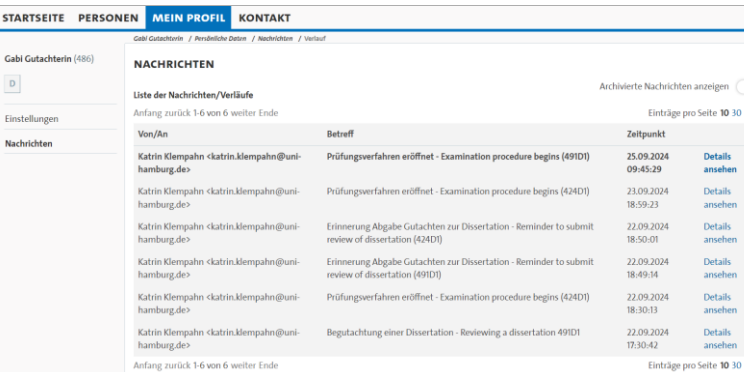 STARTSEITE PERSONEN MEIN PROFIL KONTAKT
Gabi Gutachterin / Persönliche Daten / Nachrichten / Verlauf
Gabi Gutachterin (486)
D
Einstellungen
Nachrichten
NACHRICHTEN
Archivierte Nachrichten anzeigen
Liste der Nachrichten/Verläufe
Anfang zurück 1-6 von 6 weiter Ende Einträge pro Seite 10 30
Von/An Betreff Zeitpunkt
Katrin Klempahn <katrin.klempahn@uni- Prüfungsverfahren eröffnet - Examination procedure begins (491D1) 25.09.2024 Details
hamburg.de> 09:45:29 ansehen
Katrin Klempahn <katrin.klempahn@uni- Prüfungsverfahren eröffnet - Examination procedure begins (424D1) 23.09.2024 Details
hamburg.de> 18:59:23 ansehen
Katrin Klempahn <katrin.klempahn@uni- Erinnerung Abgabe Gutachten zur Dissertation - Reminder to submit 22.09.2024 Details
hamburg.de> review of dissertation (424D1) 18:50:01 ansehen
Katrin Klempahn <katrin.klempahn@uni- Erinnerung Abgabe Gutachten zur Dissertation - Reminder to submit 22.09.2024 Details
hamburg.de> review of dissertation (491D1) 18:49:14 ansehen
Katrin Klempahn <katrin.klempahn@uni- Prüfungsverfahren eröffnet - Examination procedure begins (424D1) 22.09.2024 Details
hamburg.de> 18:30:13 ansehen
Katrin Klempahn <katrin.klempahn@uni- Begutachtung einer Dissertation - Reviewing a dissertation 491D1 22.09.2024 Details
hamburg.de> 17:30:42 ansehen
Anfang zurück 1-6 von 6 weiter Ende Einträge pro Seite 10 30